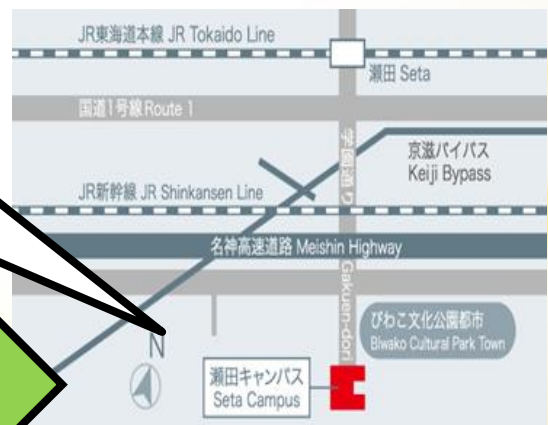 JR東海道本線 JR Tokaido Line
瀬田 Seta
国道1号線 Route 1
学園通り Gakuen-dori
京滋バイパス
Keiji Bypass
JR新幹線 JR Shinkansen Line
名神高速道路 Meishin Highway
びわこ文化公園都市
Biwako Cultural Park Town
N
瀬田キャンパス
Seta Campus